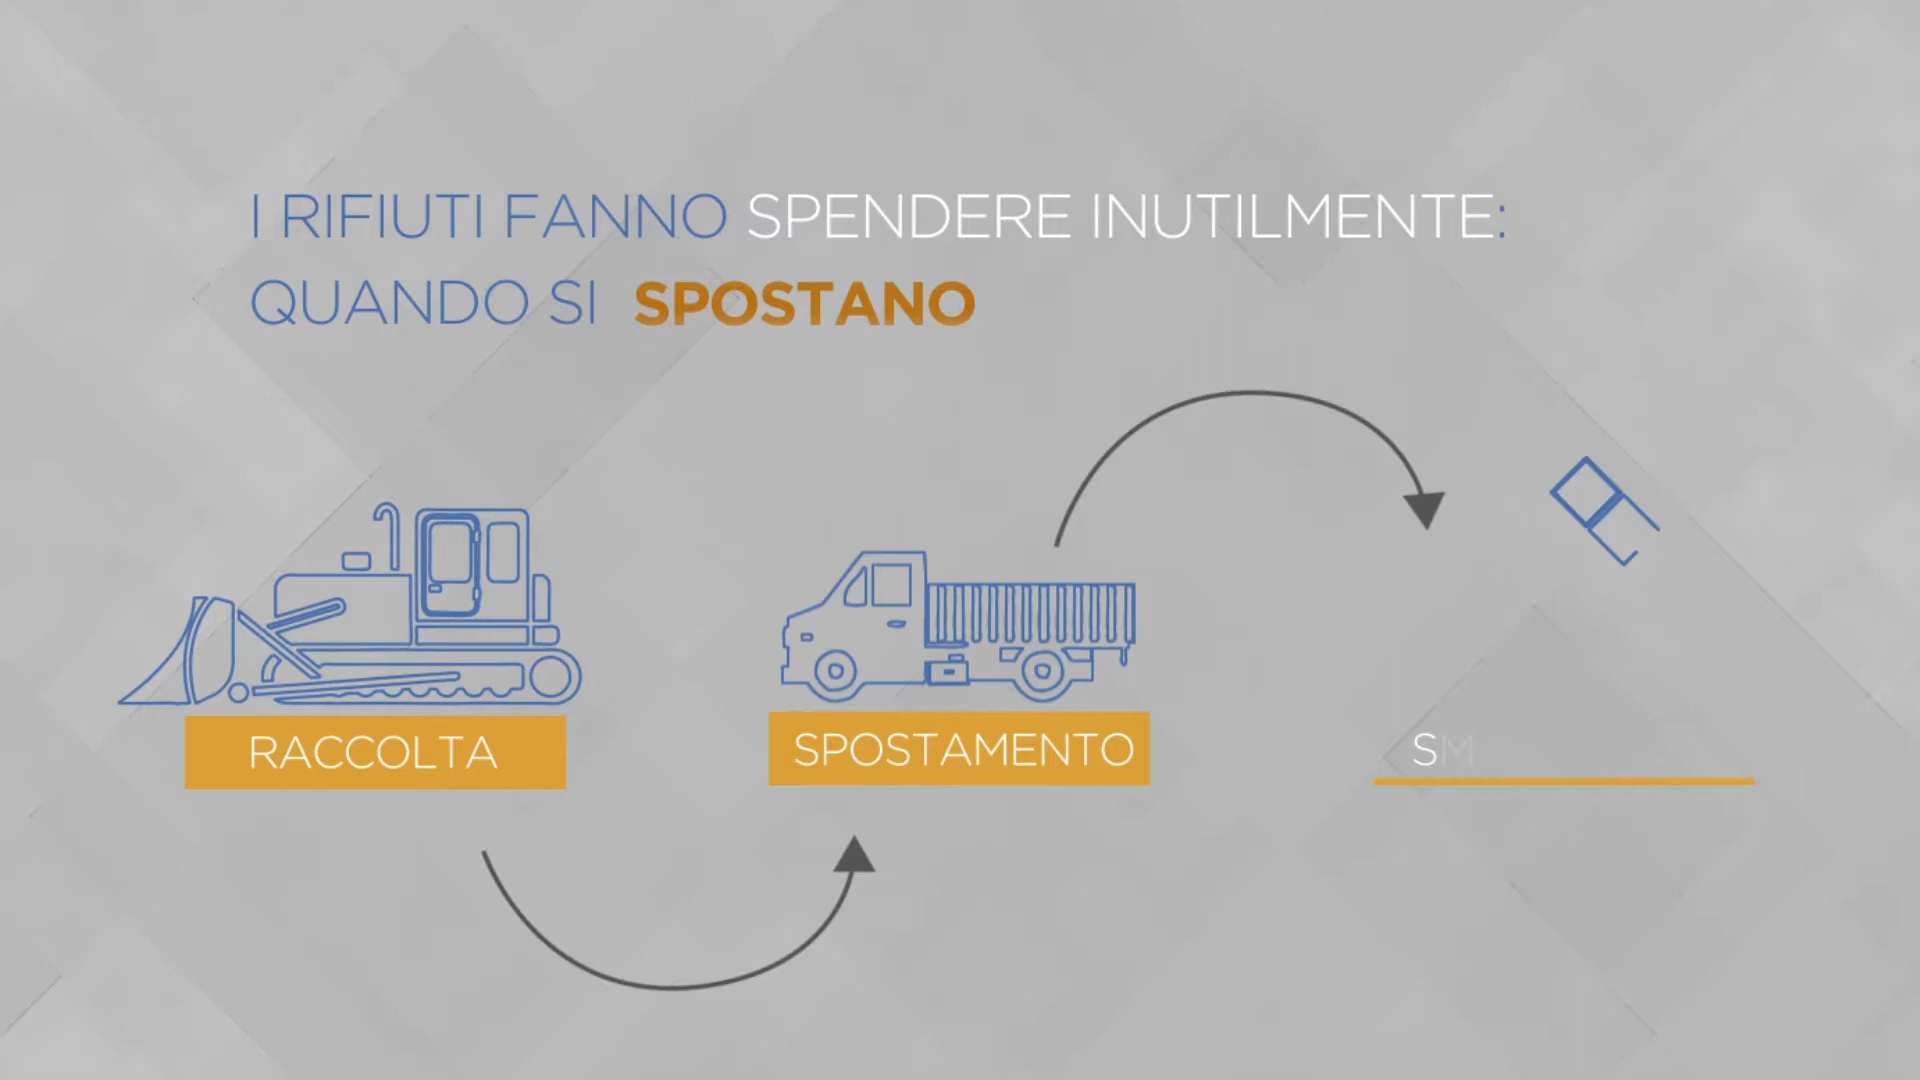 I RIFIUTI FANNO SPENDERE INUTILMENTE:
QUANDO SI SPOSTANO
RACCOLTA
SPOSTAMENTO
SM